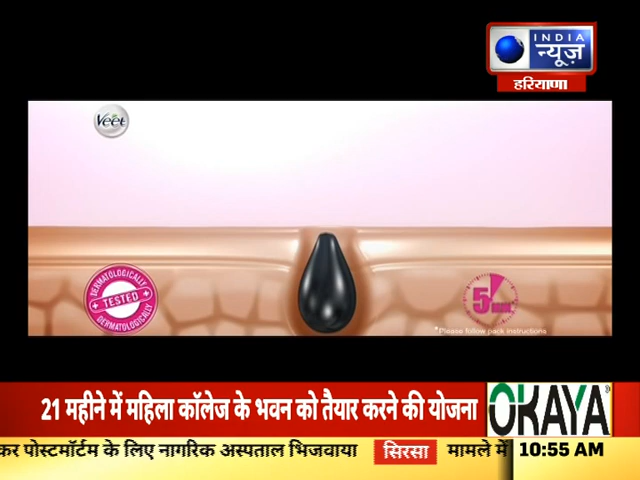 INDIA
न्यूज़
हरियाणा
Veet
DERMATOLOGICALLY
TESTED
DERMATOLOGICALLY
5 min.
*Please follow pack instructions
21 महीने में महिला कॉलेज के भवन को तैयार करने की योजना
OKAYA
कर पोस्टमॉर्टम के लिए नागरिक अस्पताल भिजवाया सिरसा मामले में
10:55 AM